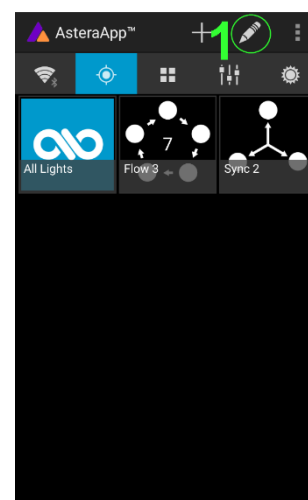 AsteraApp™
1
7
All Lights
Flow 3
Sync 2